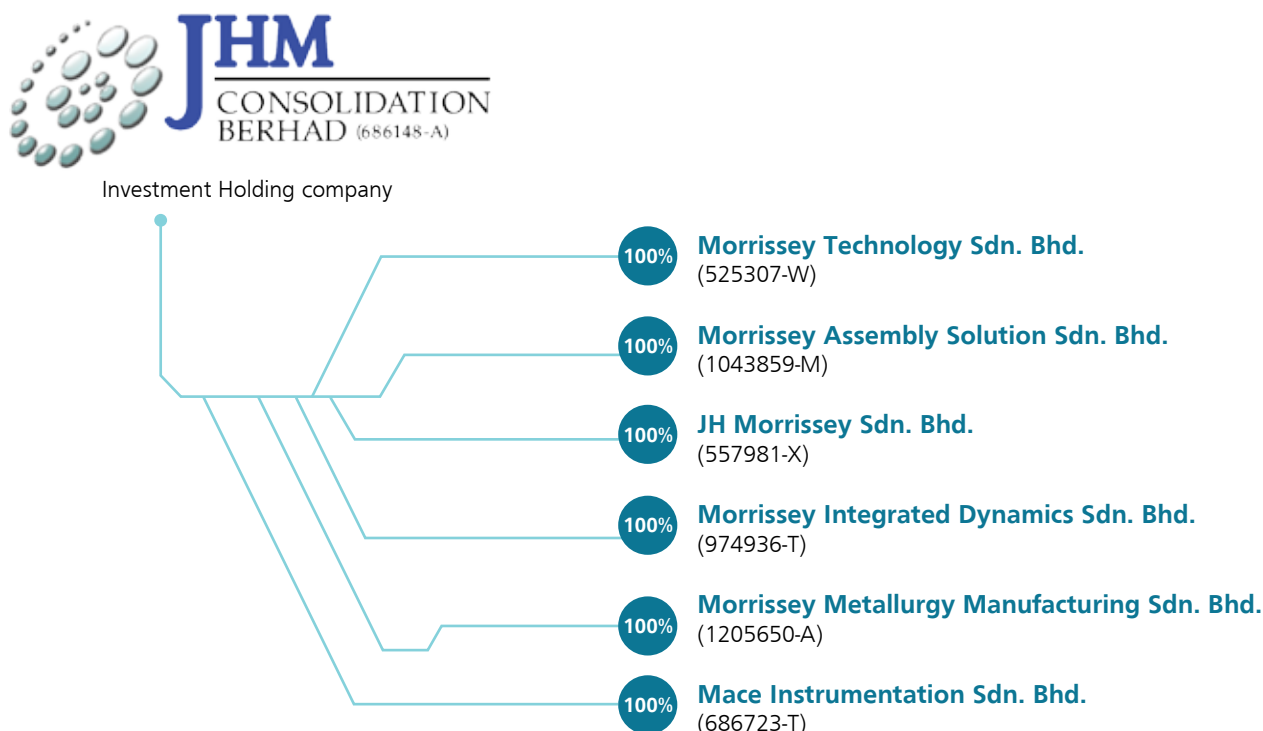 JHM
CONSOLIDATION
BERHAD (686148-A)
Investment Holding company
100%
Morrissey Technology Sdn. Bhd.
(525307-W)
100%
Morrissey Assembly Solution Sdn. Bhd.
(1043859-M)
100%
JH Morrissey Sdn. Bhd.
(557981-X)
100%
Morrissey Integrated Dynamics Sdn. Bhd.
(974936-T)
100%
Morrissey Metallurgy Manufacturing Sdn. Bhd.
(1205650-A)
100%
Mace Instrumentation Sdn. Bhd.
(686723-T)